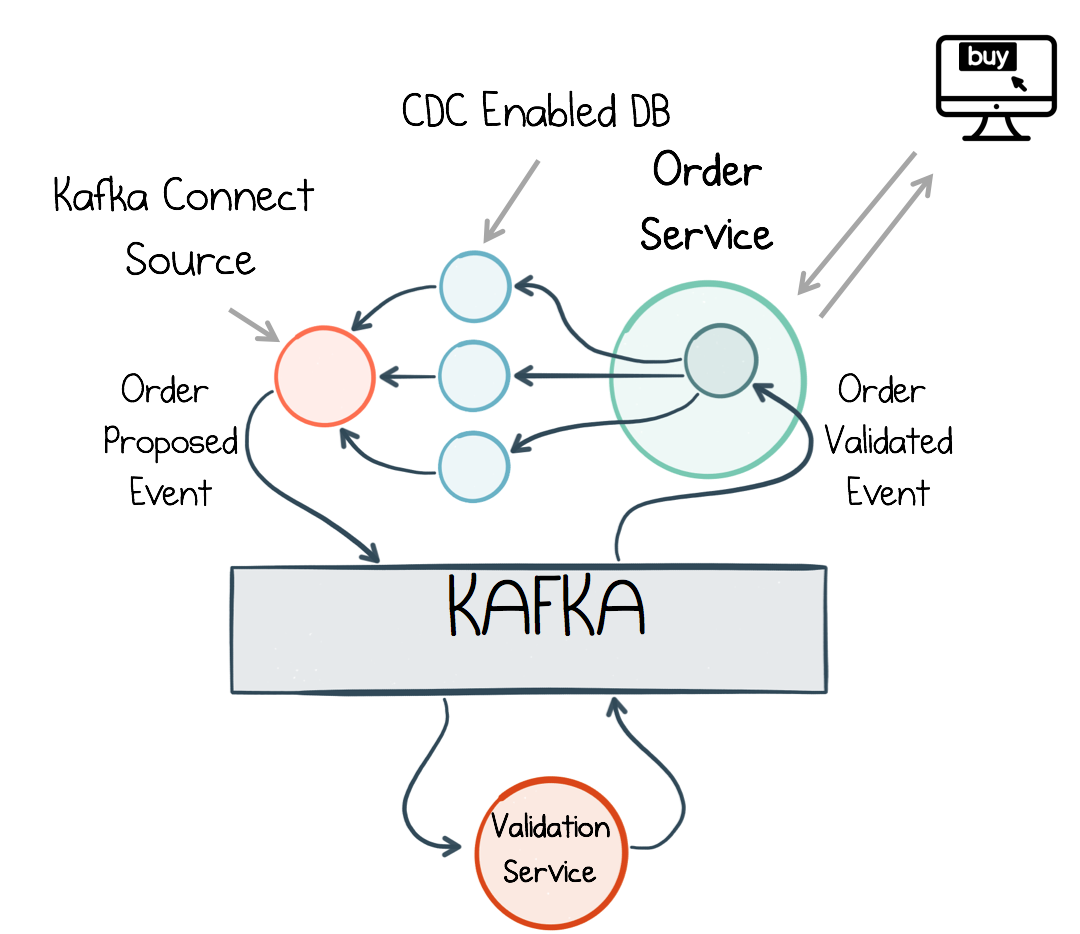 buy
CDC Enabled DB
Order
Service
Kafka Connect
Source
Order
Proposed
Event
Order
Validated
Event
KAFKA
Validation
Service